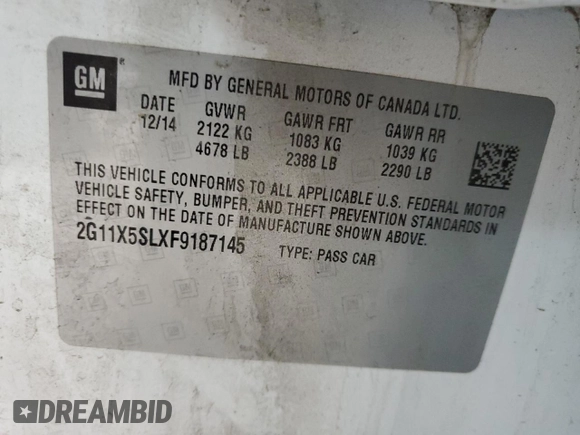 GM ®
MFD BY GENERAL MOTORS OF CANADA LTD.
DATE GVWR GAWR FRT GAWR RR
12/14 2122 KG 1083 KG 1039 KG
4678 LB 2388 LB 2290 LB
THIS VEHICLE CONFORMS TO ALL APPLICABLE U.S. FEDERAL MOTOR
VEHICLE SAFETY, BUMPER, AND THEFT PREVENTION STANDARDS IN
EFFECT ON THE DATE OF MANUFACTURE SHOWN ABOVE.
2G11X5SLXF9187145 TYPE: PASS CAR
DREAMBID